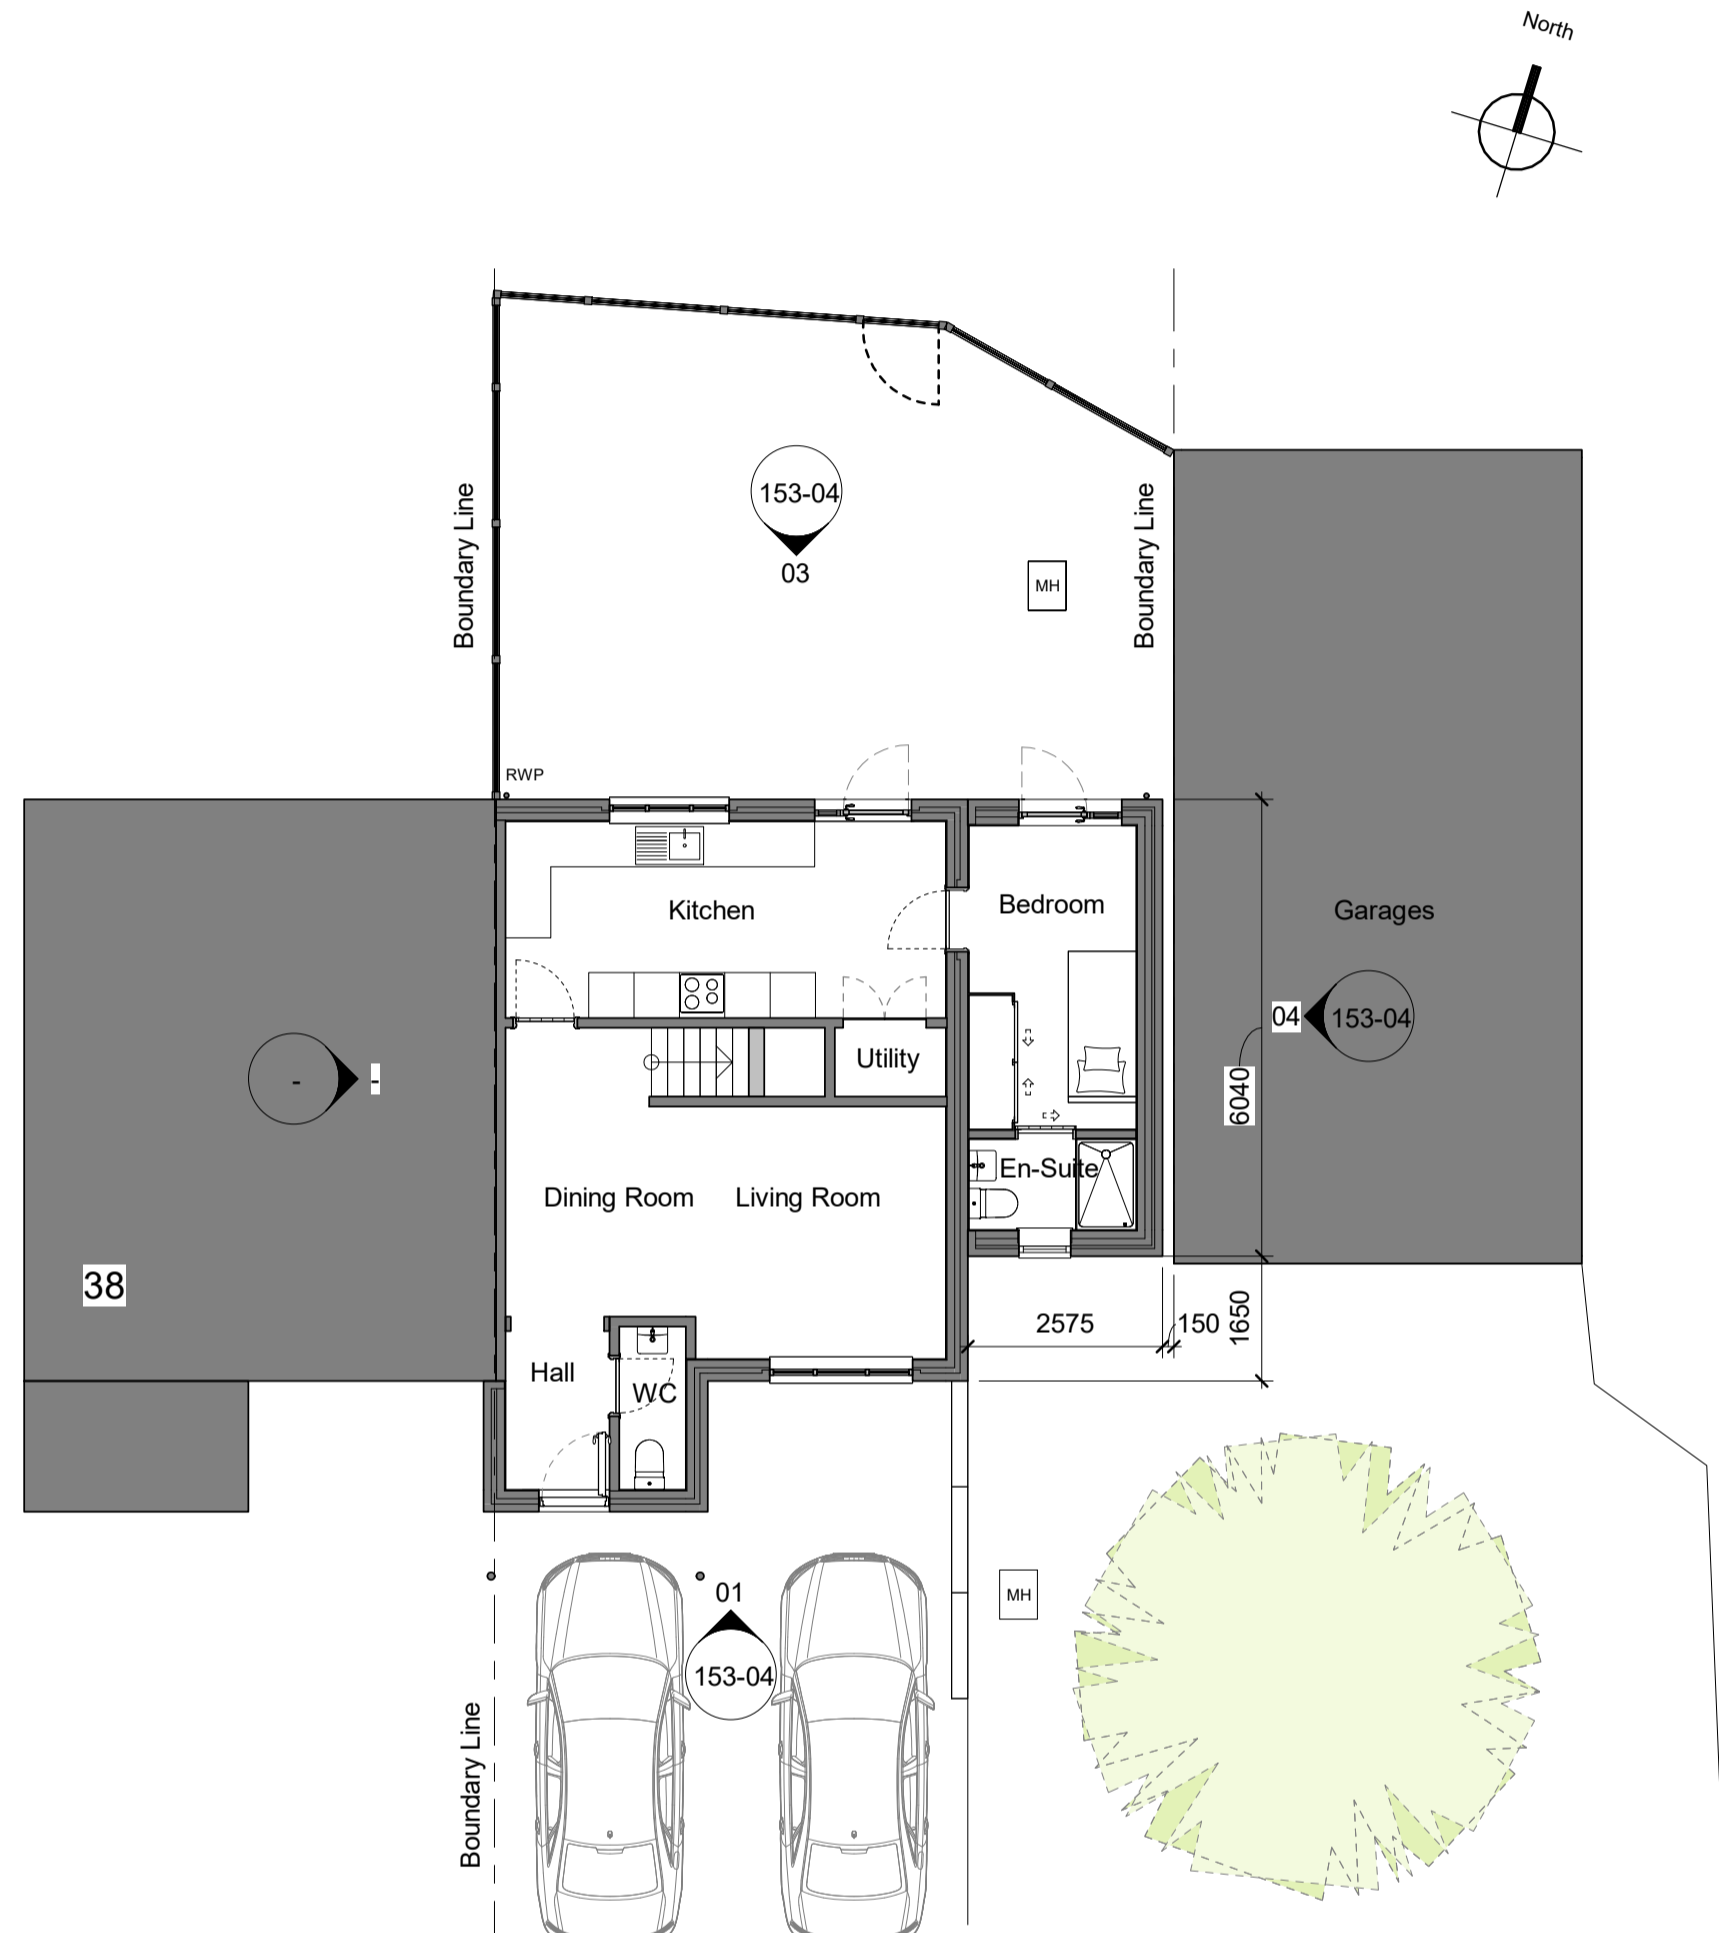 North
Boundary Line
Boundary Line
153-04
03
MH
RWP
Kitchen
Bedroom
Garages
04
153-04
-
-
Utility
6040
En-Suite
Dining Room
Living Room
38
2575
150
1650
Hall
WC
01
MH
153-04
Boundary Line